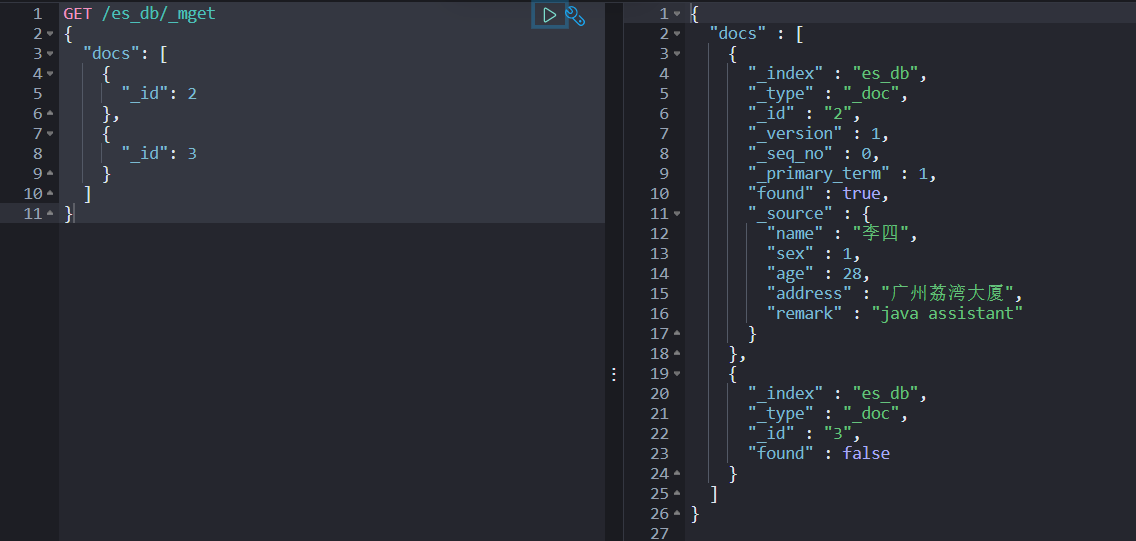 1 GET /es_db/_mget
2 {
3   "docs": [
4     {
5       "_id": 2
6     },
7     {
8       "_id": 3
9     }
10   ]
11 }
1 {
2   "docs" : [
3     {
4       "_index" : "es_db",
5       "_type" : "_doc",
6       "_id" : "2",
7       "_version" : 1,
8       "_seq_no" : 0,
9       "_primary_term" : 1,
10       "found" : true,
11       "_source" : {
12         "name" : "李四",
13         "sex" : 1,
14         "age" : 28,
15         "address" : "广州荔湾大厦",
16         "remark" : "java assistant"
17       }
18     },
19     {
20       "_index" : "es_db",
21       "_type" : "_doc",
22       "_id" : "3",
23       "found" : false
24     }
25   ]
26 }
27